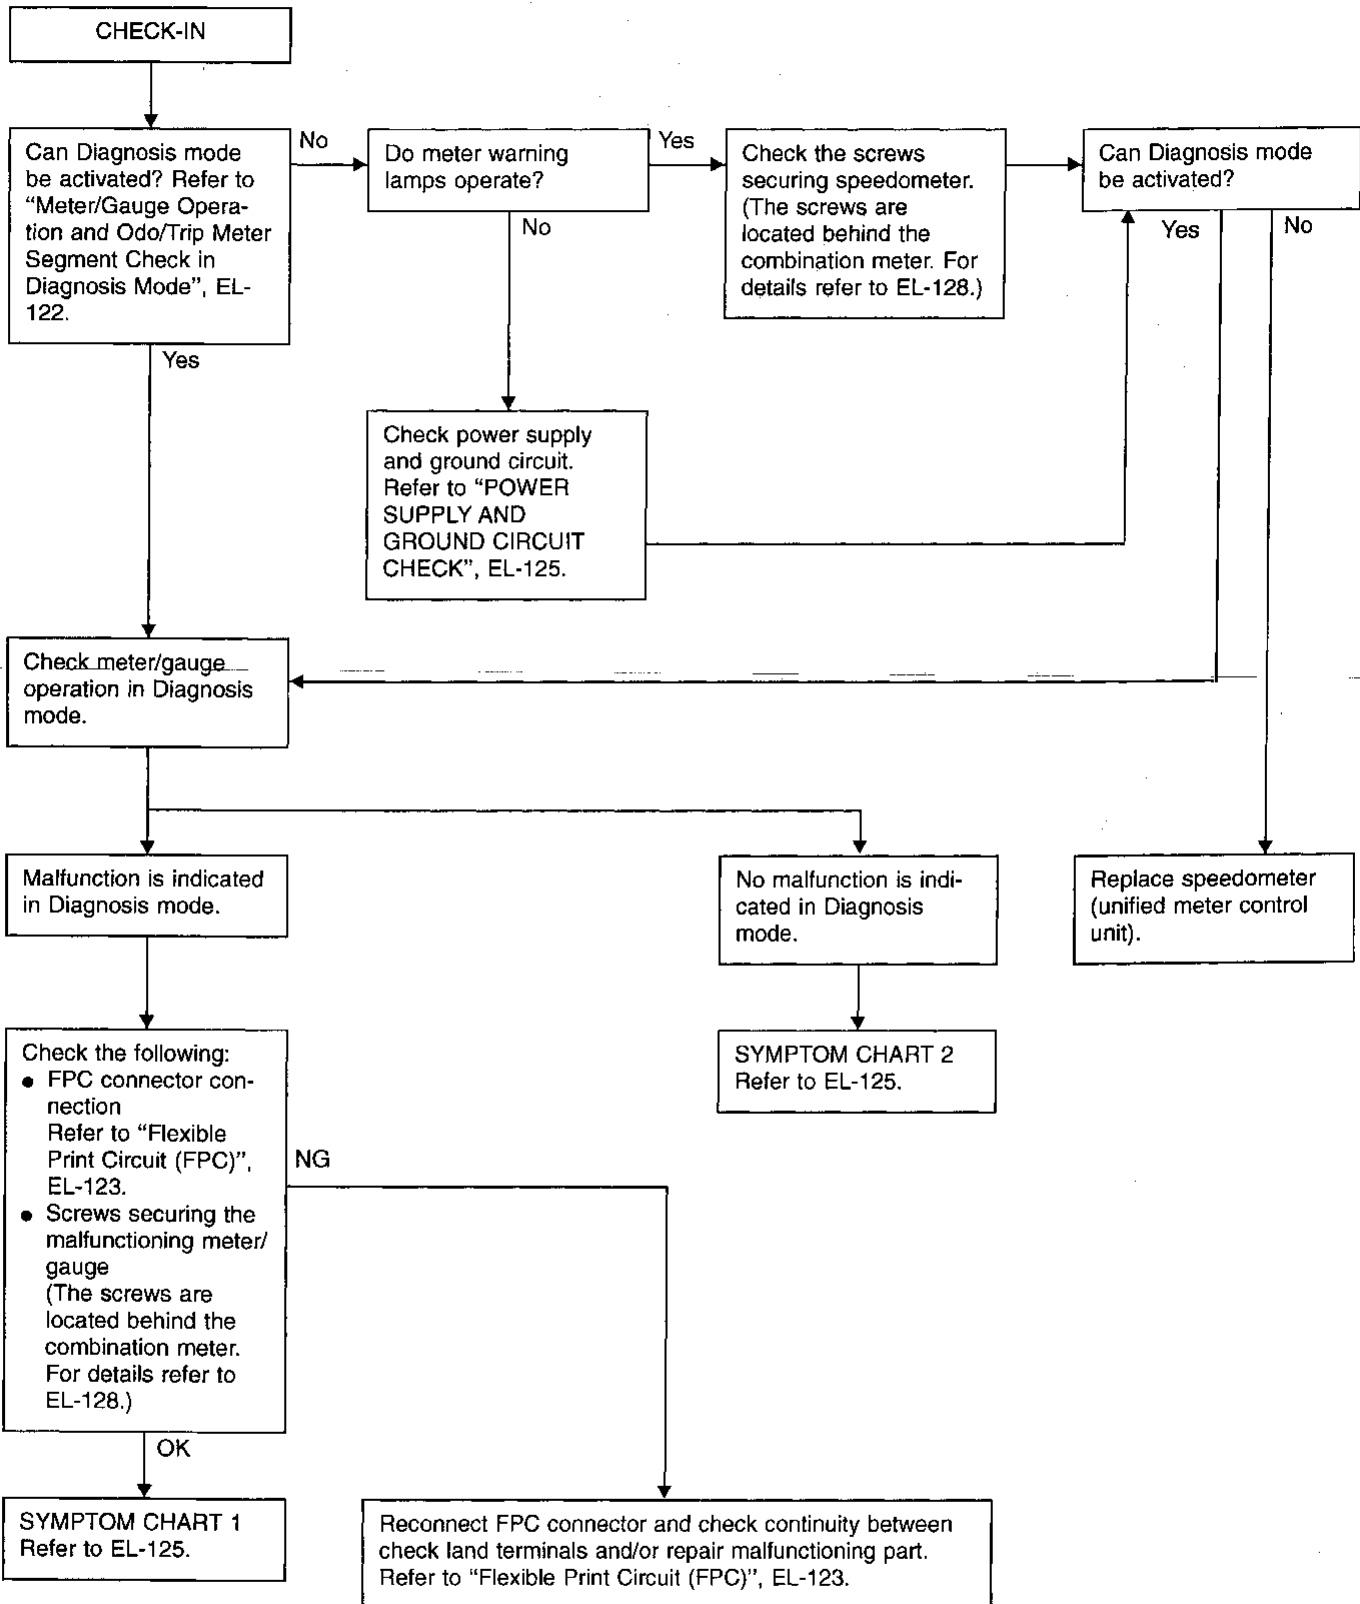 CHECK-IN
Can Diagnosis mode
be activated? Refer to
“Meter/Gauge Opera-
tion and Odo/Trip Meter
Segment Check in
Diagnosis Mode”, EL-
122.
No
Do meter warning
lamps operate?
Yes
Check the screws
securing speedometer.
(The screws are
located behind the
combination meter. For
details refer to EL-128.)
Can Diagnosis mode
be activated?
Yes
No
No
Yes
Check power supply
and ground circuit.
Refer to “POWER
SUPPLY AND
GROUND CIRCUIT
CHECK”, EL-125.
Check meter/gauge
operation in Diagnosis
mode.
Malfunction is indicated
in Diagnosis mode.
No malfunction is indi-
cated in Diagnosis
mode.
Replace speedometer
(unified meter control
unit).
Check the following:
● FPC connector con-
nection
Refer to “Flexible
Print Circuit (FPC)”,
EL-123.
● Screws securing the
malfunctioning meter/
gauge
(The screws are
located behind the
combination meter.
For details refer to
EL-128.)
NG
SYMPTOM CHART 2
Refer to EL-125.
OK
SYMPTOM CHART 1
Refer to EL-125.
Reconnect FPC connector and check continuity between
check land terminals and/or repair malfunctioning part.
Refer to “Flexible Print Circuit (FPC)”, EL-123.